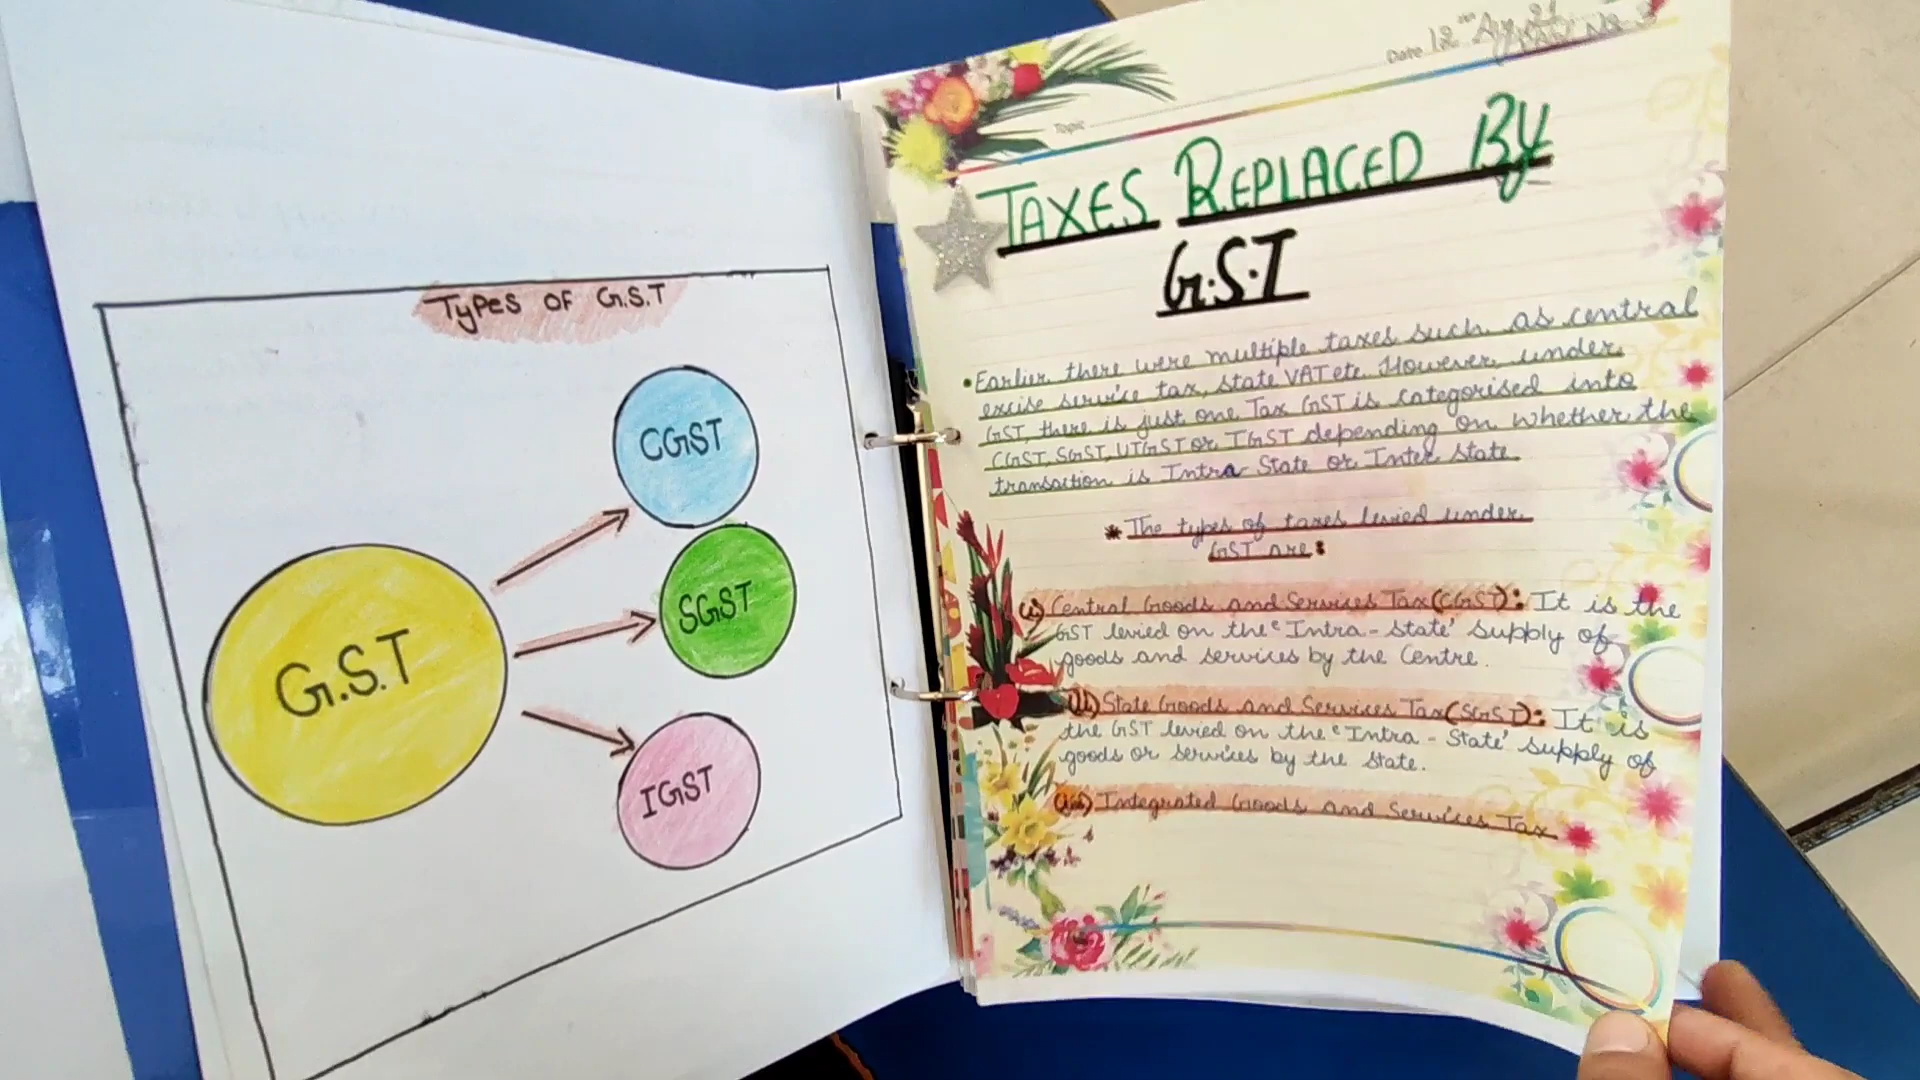 Types of G.S.T
CGST
SGST
G.S.T
IGST
Date
TAXES REPLACED BY
G.S.T
• Earlier there were multiple taxes such as central
excise service tax, state VAT etc. However, under
GST, there is just one Tax GST is categorised into
CGST, SGST, UTGST or IGST depending on whether the
transaction is Intra State or Inter State
* The types of taxes levied under
GST are:
(i) Central Goods and Services Tax (CGST): It is the
GST levied on the 'Intra-State' supply of
goods and services by the Centre.
(ii) State Goods and Services Tax (SGST): It is
the GST levied on the 'Intra-State' supply of
goods or services by the state.
(iii) Integrated Goods and Services Tax